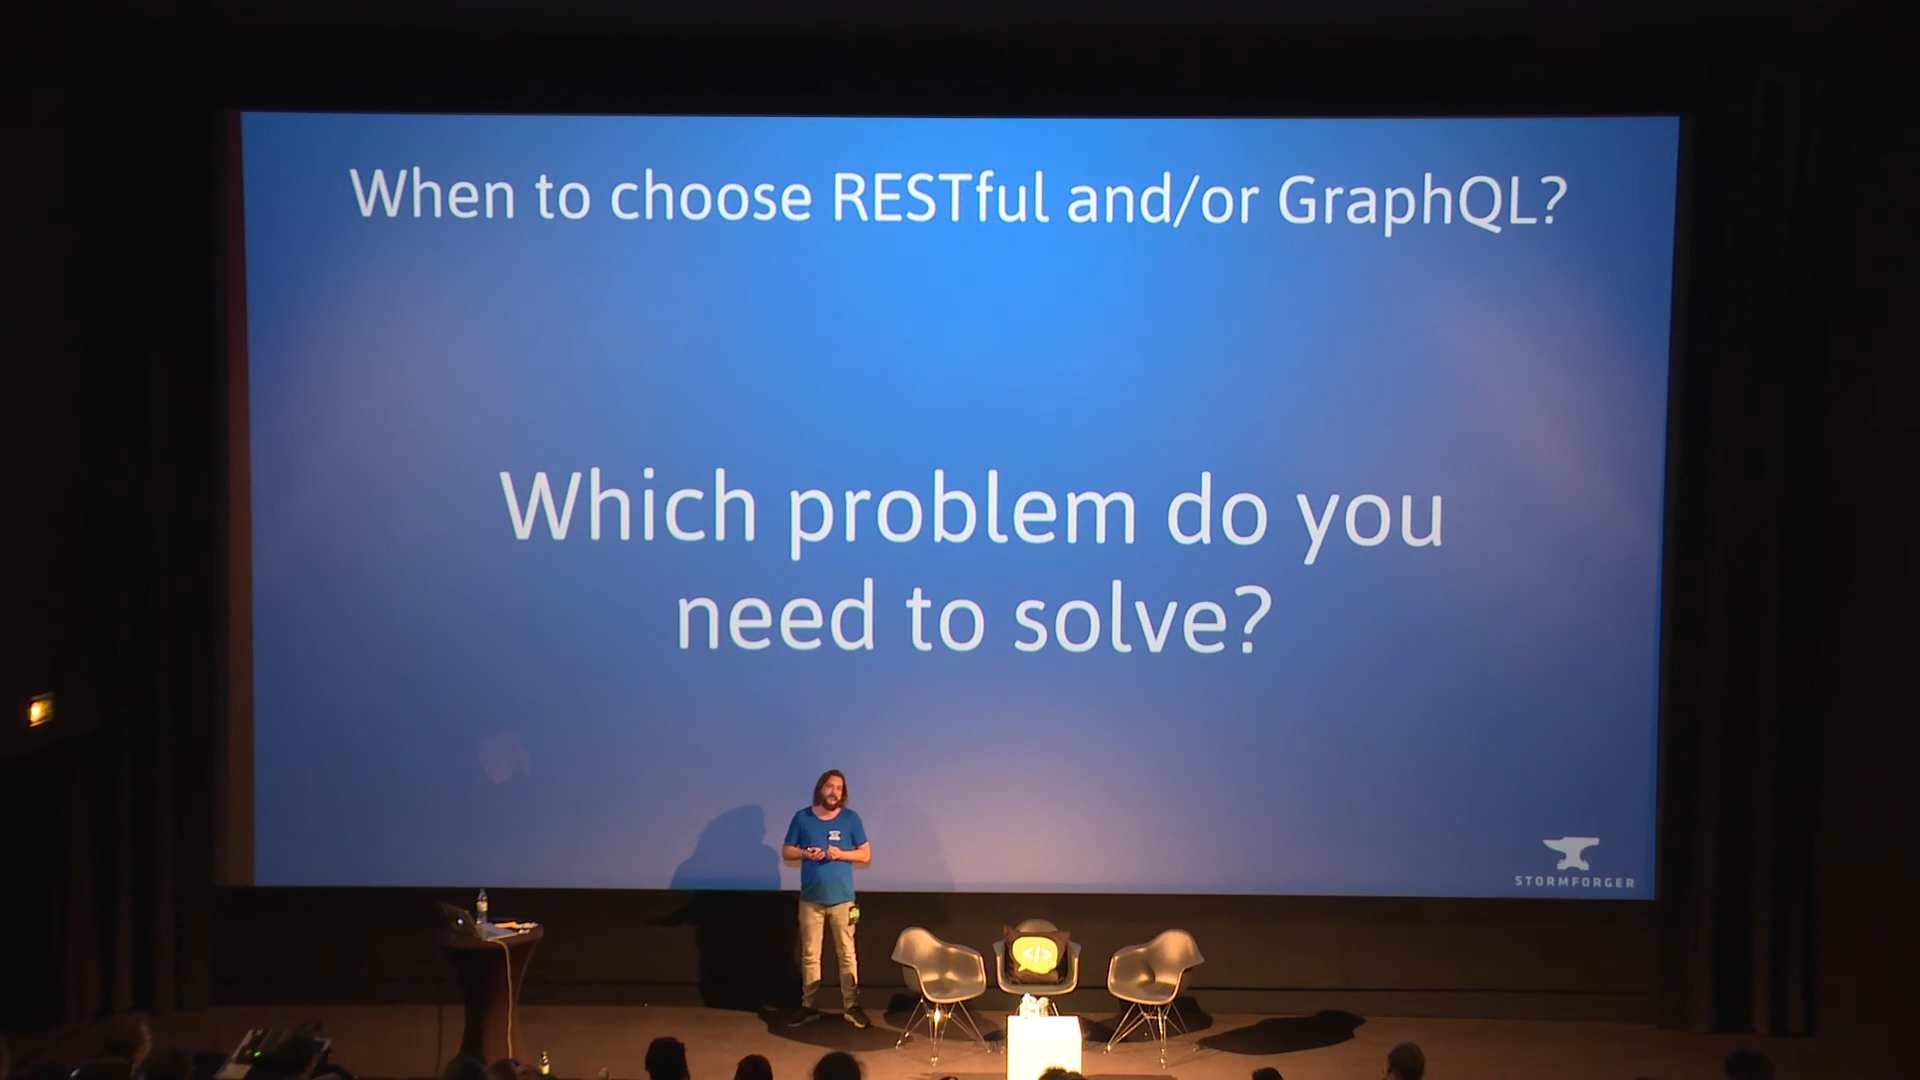 When to choose RESTful and/or GraphQL?
Which problem do you
need to solve?
STORMFORGER
</>